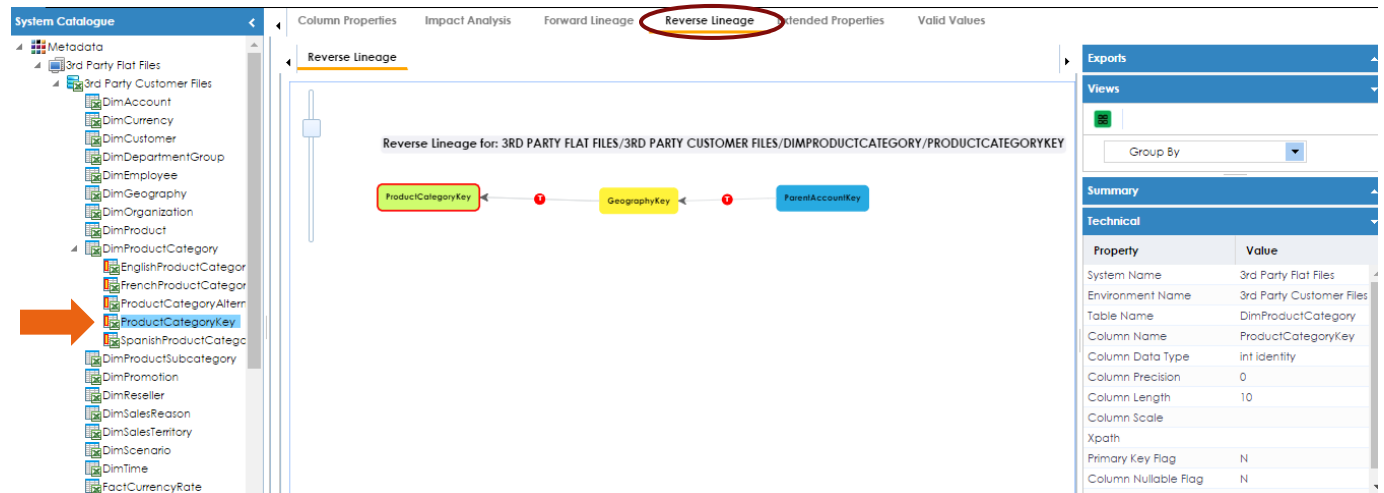 System Catalogue
Metadata
3rd Party Flat Files
3rd Party Customer Files
DimAccount
DimCurrency
DimCustomer
DimDepartmentGroup
DimEmployee
DimGeography
DimOrganization
DimProduct
DimProductCategory
EnglishProductCategor
FrenchProductCategor
ProductCategoryAltern
ProductCategoryKey
SpanishProductCatego
DimProductSubcategory
DimPromotion
DimReseller
DimSalesReason
DimSalesTerritory
DimScenario
DimTime
FactCurrencyRate
Column Properties Impact Analysis Forward Lineage Reverse Lineage Extended Properties Valid Values
Reverse Lineage
Reverse Lineage for: 3RD PARTY FLAT FILES/3RD PARTY CUSTOMER FILES/DIMPRODUCTCATEGORY/PRODUCTCATEGORYKEY
ProductCategoryKey T GeographyKey T ParentAccountKey
Exports
Views
Group By
Summary
Technical
Property Value
System Name 3rd Party Flat Files
Environment Name 3rd Party Customer Files
Table Name DimProductCategory
Column Name ProductCategoryKey
Column Data Type int identity
Column Precision 0
Column Length 10
Column Scale
Xpath
Primary Key Flag N
Column Nullable Flag N